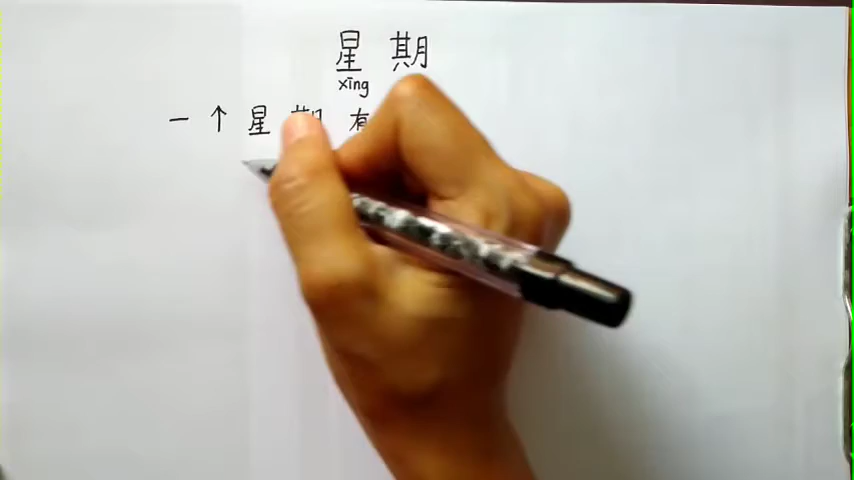 星 期
xīng
一 个 星 期 有